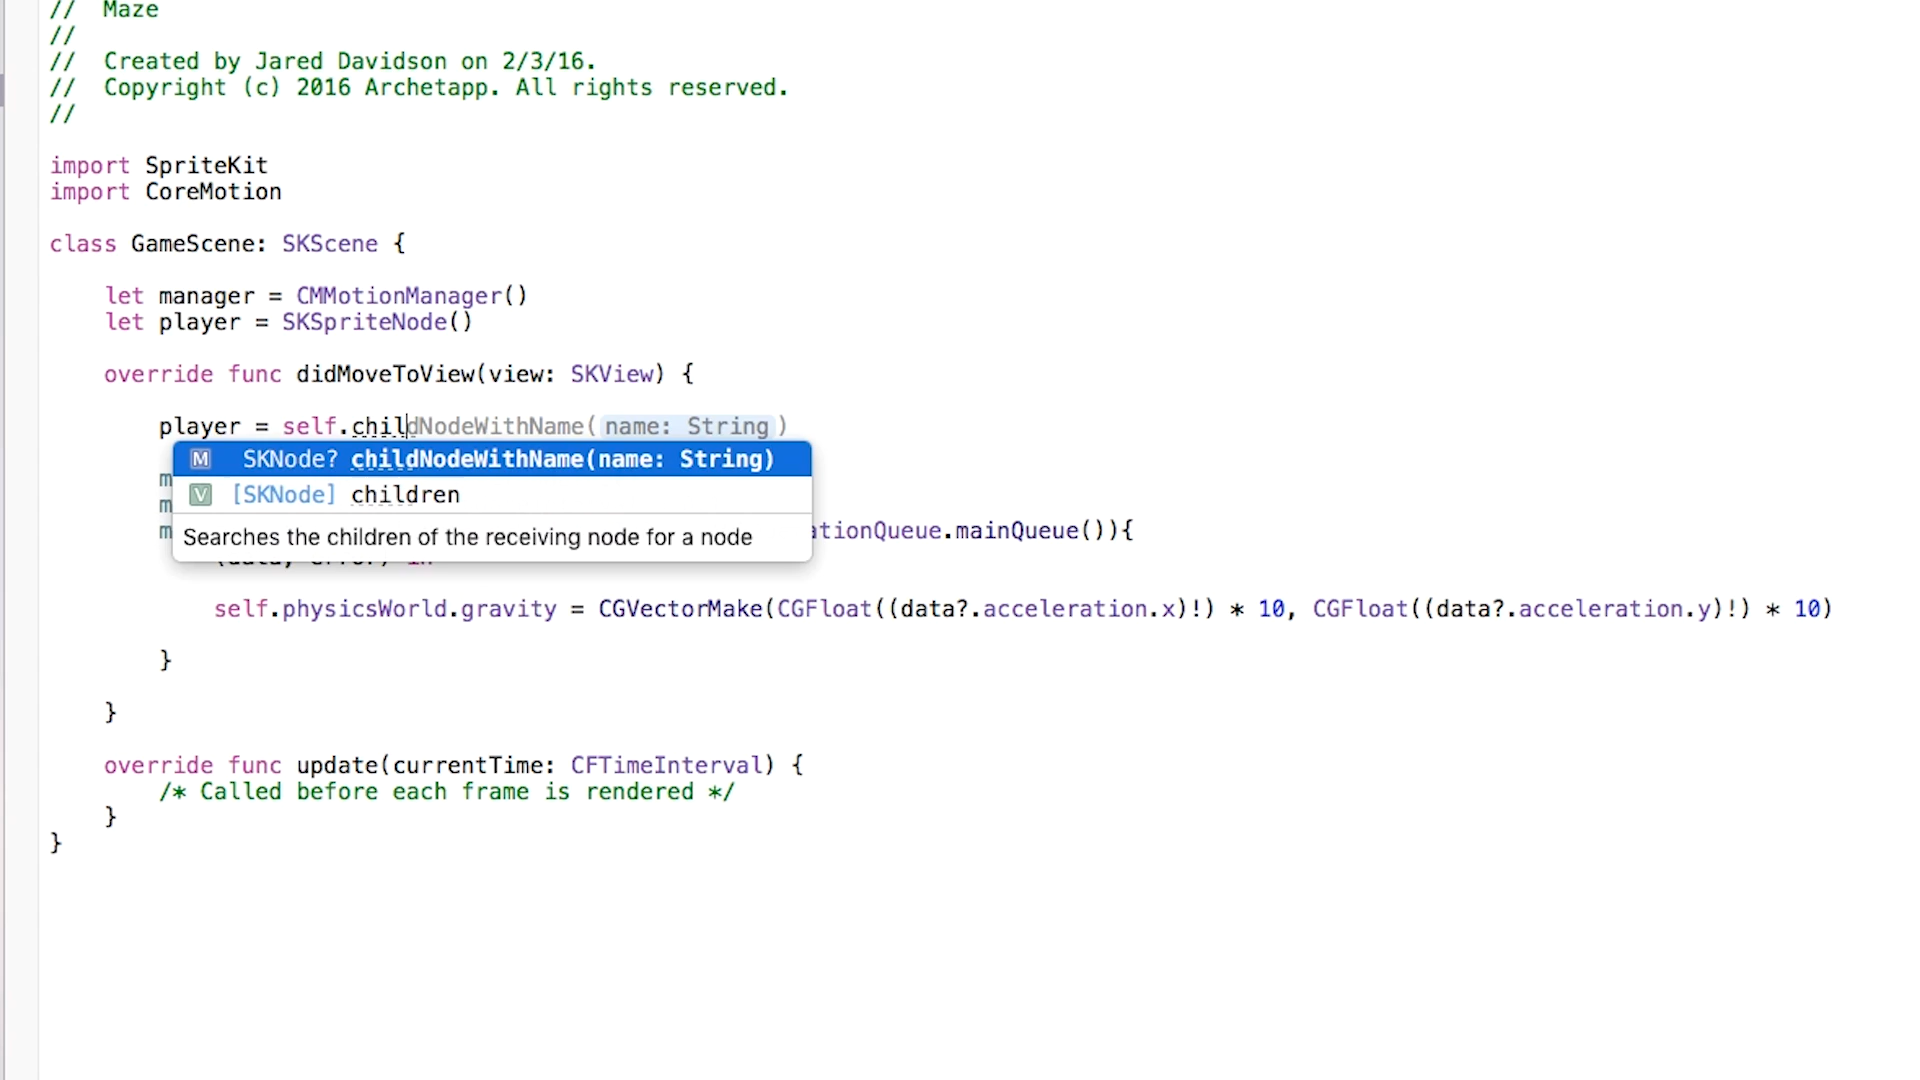 // Maze
//
// Created by Jared Davidson on 2/3/16.
// Copyright (c) 2016 Archetapp. All rights reserved.
//
import SpriteKit
import CoreMotion
class GameScene: SKScene {
let manager = CMMotionManager()
let player = SKSpriteNode()
override func didMoveToView(view: SKView) {
player = self.childNodeWithName(name: String)
M SKNode? childNodeWithName(name: String)
V [SKNode] children
Searches the children of the receiving node for a node
ationQueue.mainQueue()){
self.physicsWorld.gravity = CGVectorMake(CGFloat((data?.acceleration.x)!) * 10, CGFloat((data?.acceleration.y)!) * 10)
}
}
override func update(currentTime: CFTimeInterval) {
/* Called before each frame is rendered */
}
}